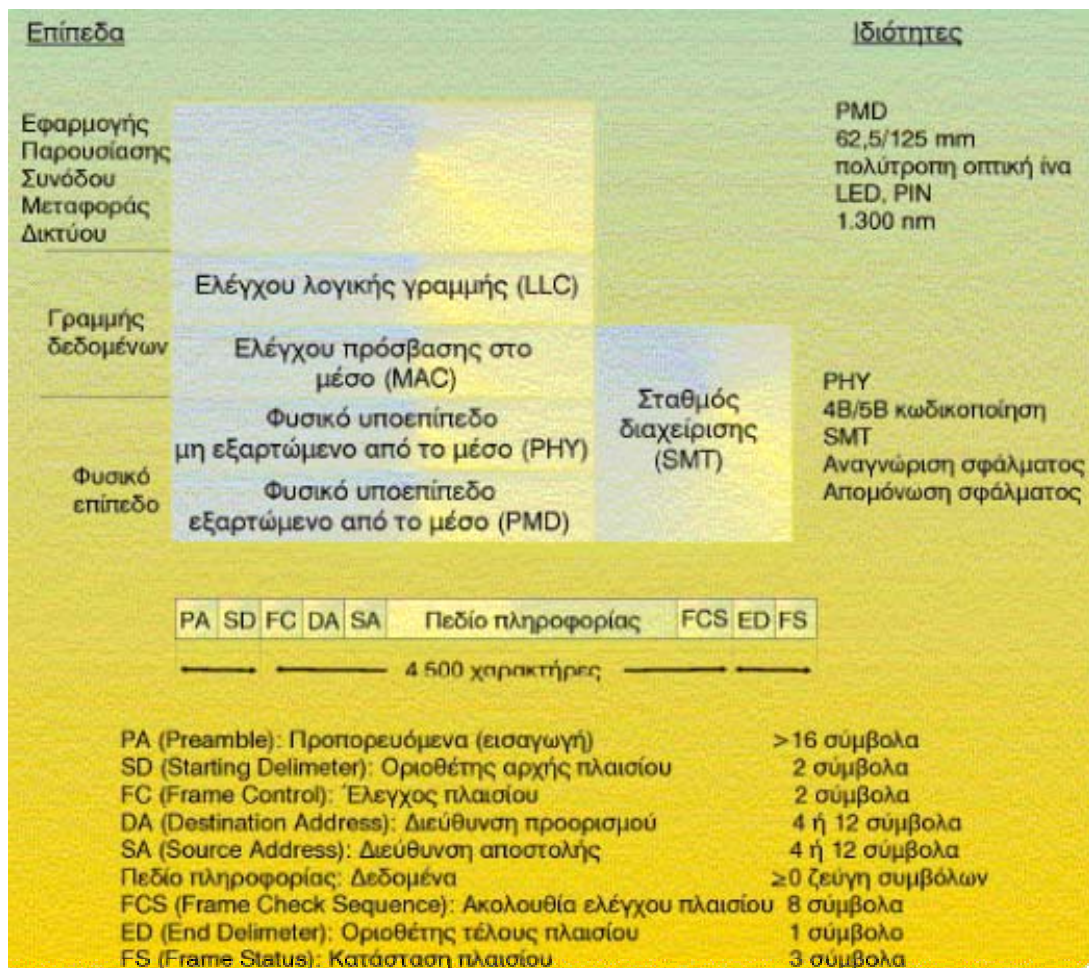 Επίπεδα
Ιδιότητες
Εφαρμογής
Παρουσίασης
Συνόδου
Μεταφοράς
Δικτύου
PMD
62,5/125 mm
πολύτροπη οπτική ίνα
LED, PIN
1.300 nm
Ελέγχου λογικής γραμμής (LLC)
Γραμμής
δεδομένων
Ελέγχου πρόσβασης στο
μέσο (MAC)
Φυσικό υποεπίπεδο
μη εξαρτώμενο από το μέσο (PHY)
Φυσικό
επίπεδο
Φυσικό υποεπίπεδο
εξαρτώμενο από το μέσο (PMD)
Σταθμός
διαχείρισης
(SMT)
PHY
4B/5B κωδικοποίηση
SMT
Αναγνώριση σφάλματος
Απομόνωση σφάλματος
PA SD FC DA SA Πεδίο πληροφορίας FCS ED FS
4.500 χαρακτήρες
PA (Preamble): Προπορευόμενα (εισαγωγή) >16 σύμβολα
SD (Starting Delimeter): Οριοθέτης αρχής πλαισίου 2 σύμβολα
FC (Frame Control): Έλεγχος πλαισίου 2 σύμβολα
DA (Destination Address): Διεύθυνση προορισμού 4 ή 12 σύμβολα
SA (Source Address): Διεύθυνση αποστολής 4 ή 12 σύμβολα
Πεδίο πληροφορίας: Δεδομένα ≥0 ζεύγη συμβόλων
FCS (Frame Check Sequence): Ακολουθία ελέγχου πλαισίου 8 σύμβολα
ED (End Delimeter): Οριοθέτης τέλους πλαισίου 1 σύμβολο
FS (Frame Status): Κατάσταση πλαισίου 3 σύμβολα